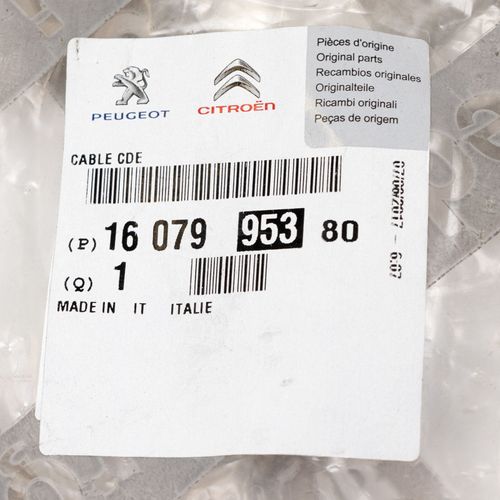 PEUGEOT
CITROËN
Pièces d'origine
Original parts
Recambios originales
Originalteile
Ricambi originali
Peças de origem
CABLE CDE
(P) 16 079 953 80
(Q) 1
MADE IN IT ITALIE